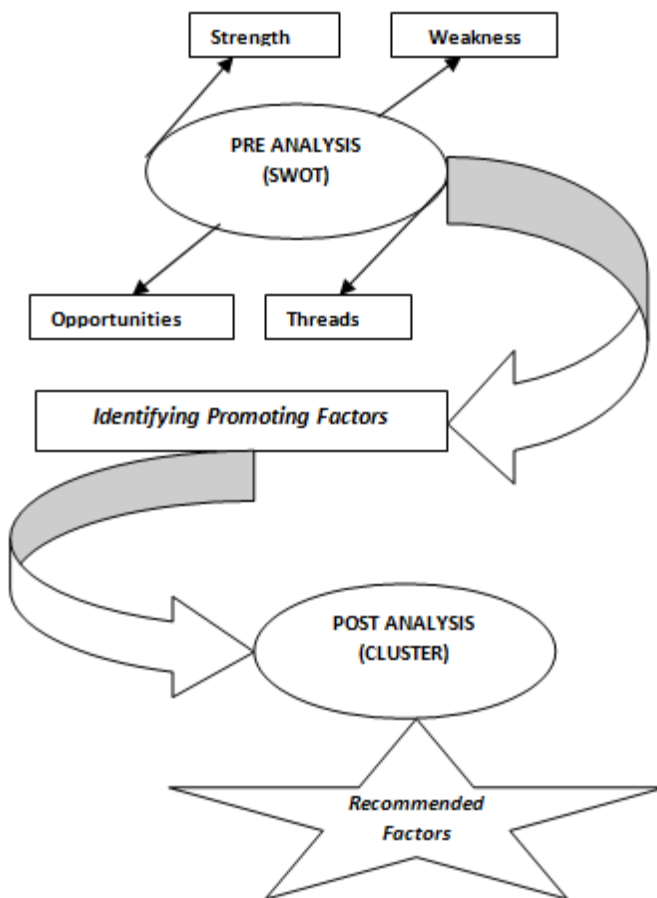 Strength
Weakness
PRE ANALYSIS
(SWOT)
Opportunities
Threads
Identifying Promoting Factors
POST ANALYSIS
(CLUSTER)
Recommended
Factors